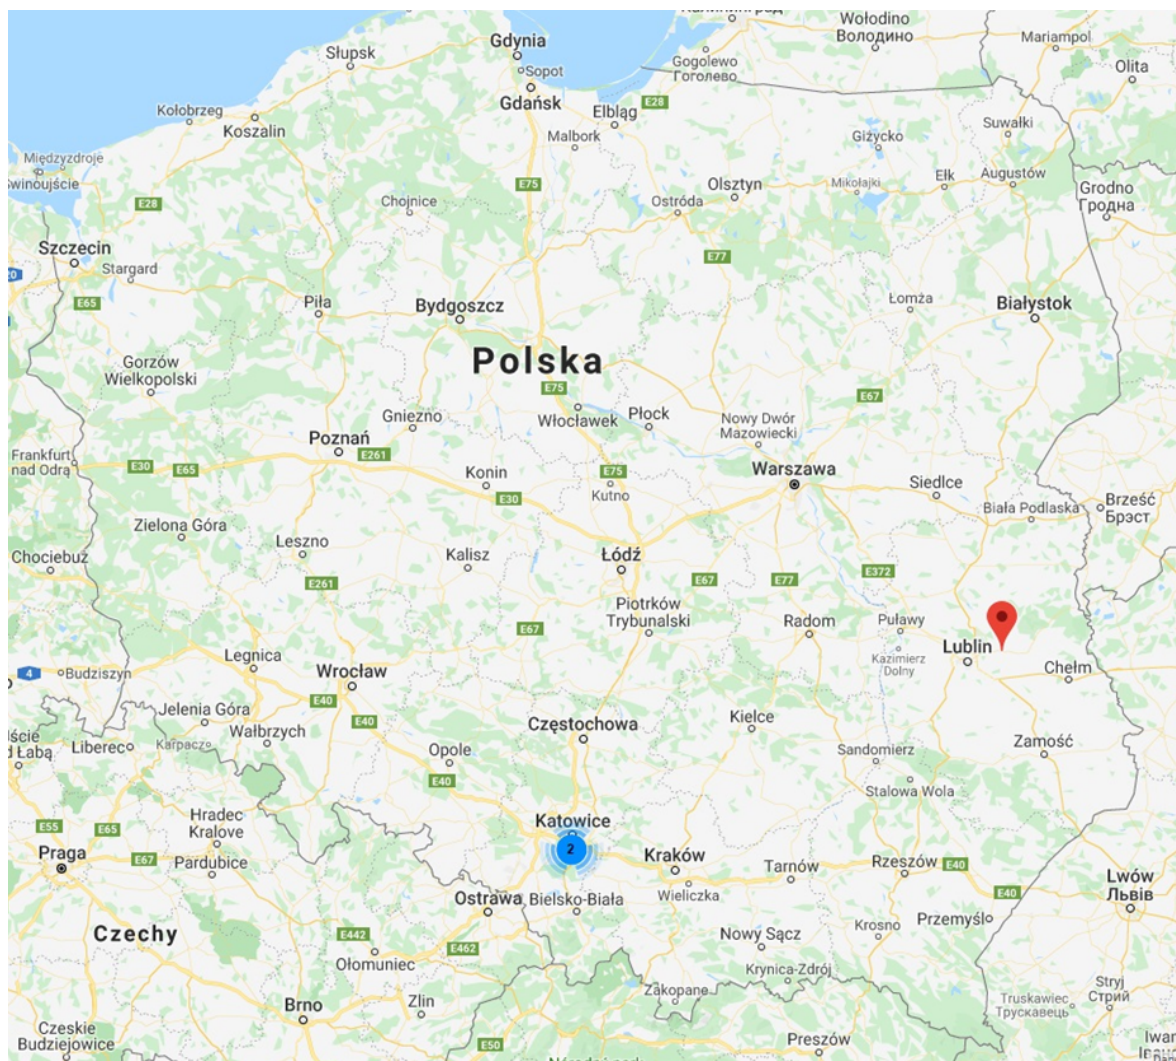 Wołodino
Володино
Mariampol
Gdynia
Słupsk
Gogolewo
Гоголево
Olita
Sopot
Gdańsk
Elbląg
E28
Kołobrzeg
Koszalin
Malbork
Giżycko
Suwałki
Międzyzdroje
Świnoujście
E28
E75
Chojnice
Olsztyn
Ostróda
Mikołajki
Ełk
Augustów
Grodno
Гродна
Szczecin
Stargard
20
E65
E77
Piła
Bydgoszcz
Łomża
Białystok
Polska
Gorzów
Wielkopolski
E75
Włocławek
Płock
E67
Gniezno
Nowy Dwór
Mazowiecki
Poznań
E261
Frankfurt
nad Odrą
E30
E65
Konin
E30
E75
Kutno
Warszawa
Siedlce
Biała Podlaska
Brześć
Брэст
Zielona Góra
Leszno
Kalisz
Łódź
Chociebuz
E261
E67
E77
E372
Piotrków
Trybunalski
E67
Radom
Puławy
Kazimierz
Dolny
Lublin
Chełm
Legnica
Wrocław
4
Budziszyn
E40
E40
Jelenia Góra
Wałbrzych
Częstochowa
Kielce
Liberec
Karpacz
Opole
E40
Sandomierz
Zamość
Stalowa Wola
Hradec
Kralove
Katowice
2
E55
E65
Praga
E67
Pardubice
Kraków
Wieliczka
Tarnów
Rzeszów
E40
E40
Lwów
Львів
Ostrawa
Bielsko-Biała
Przemyśl
Krosno
Czechy
E442
E462
Ołomuniec
Nowy Sącz
Krynica-Zdrój
Zakopane
Brno
Zlin
Truskawiec
Трускавець
Stryj
Стрий
Czeskie
Budziejowice
E50
Preszów